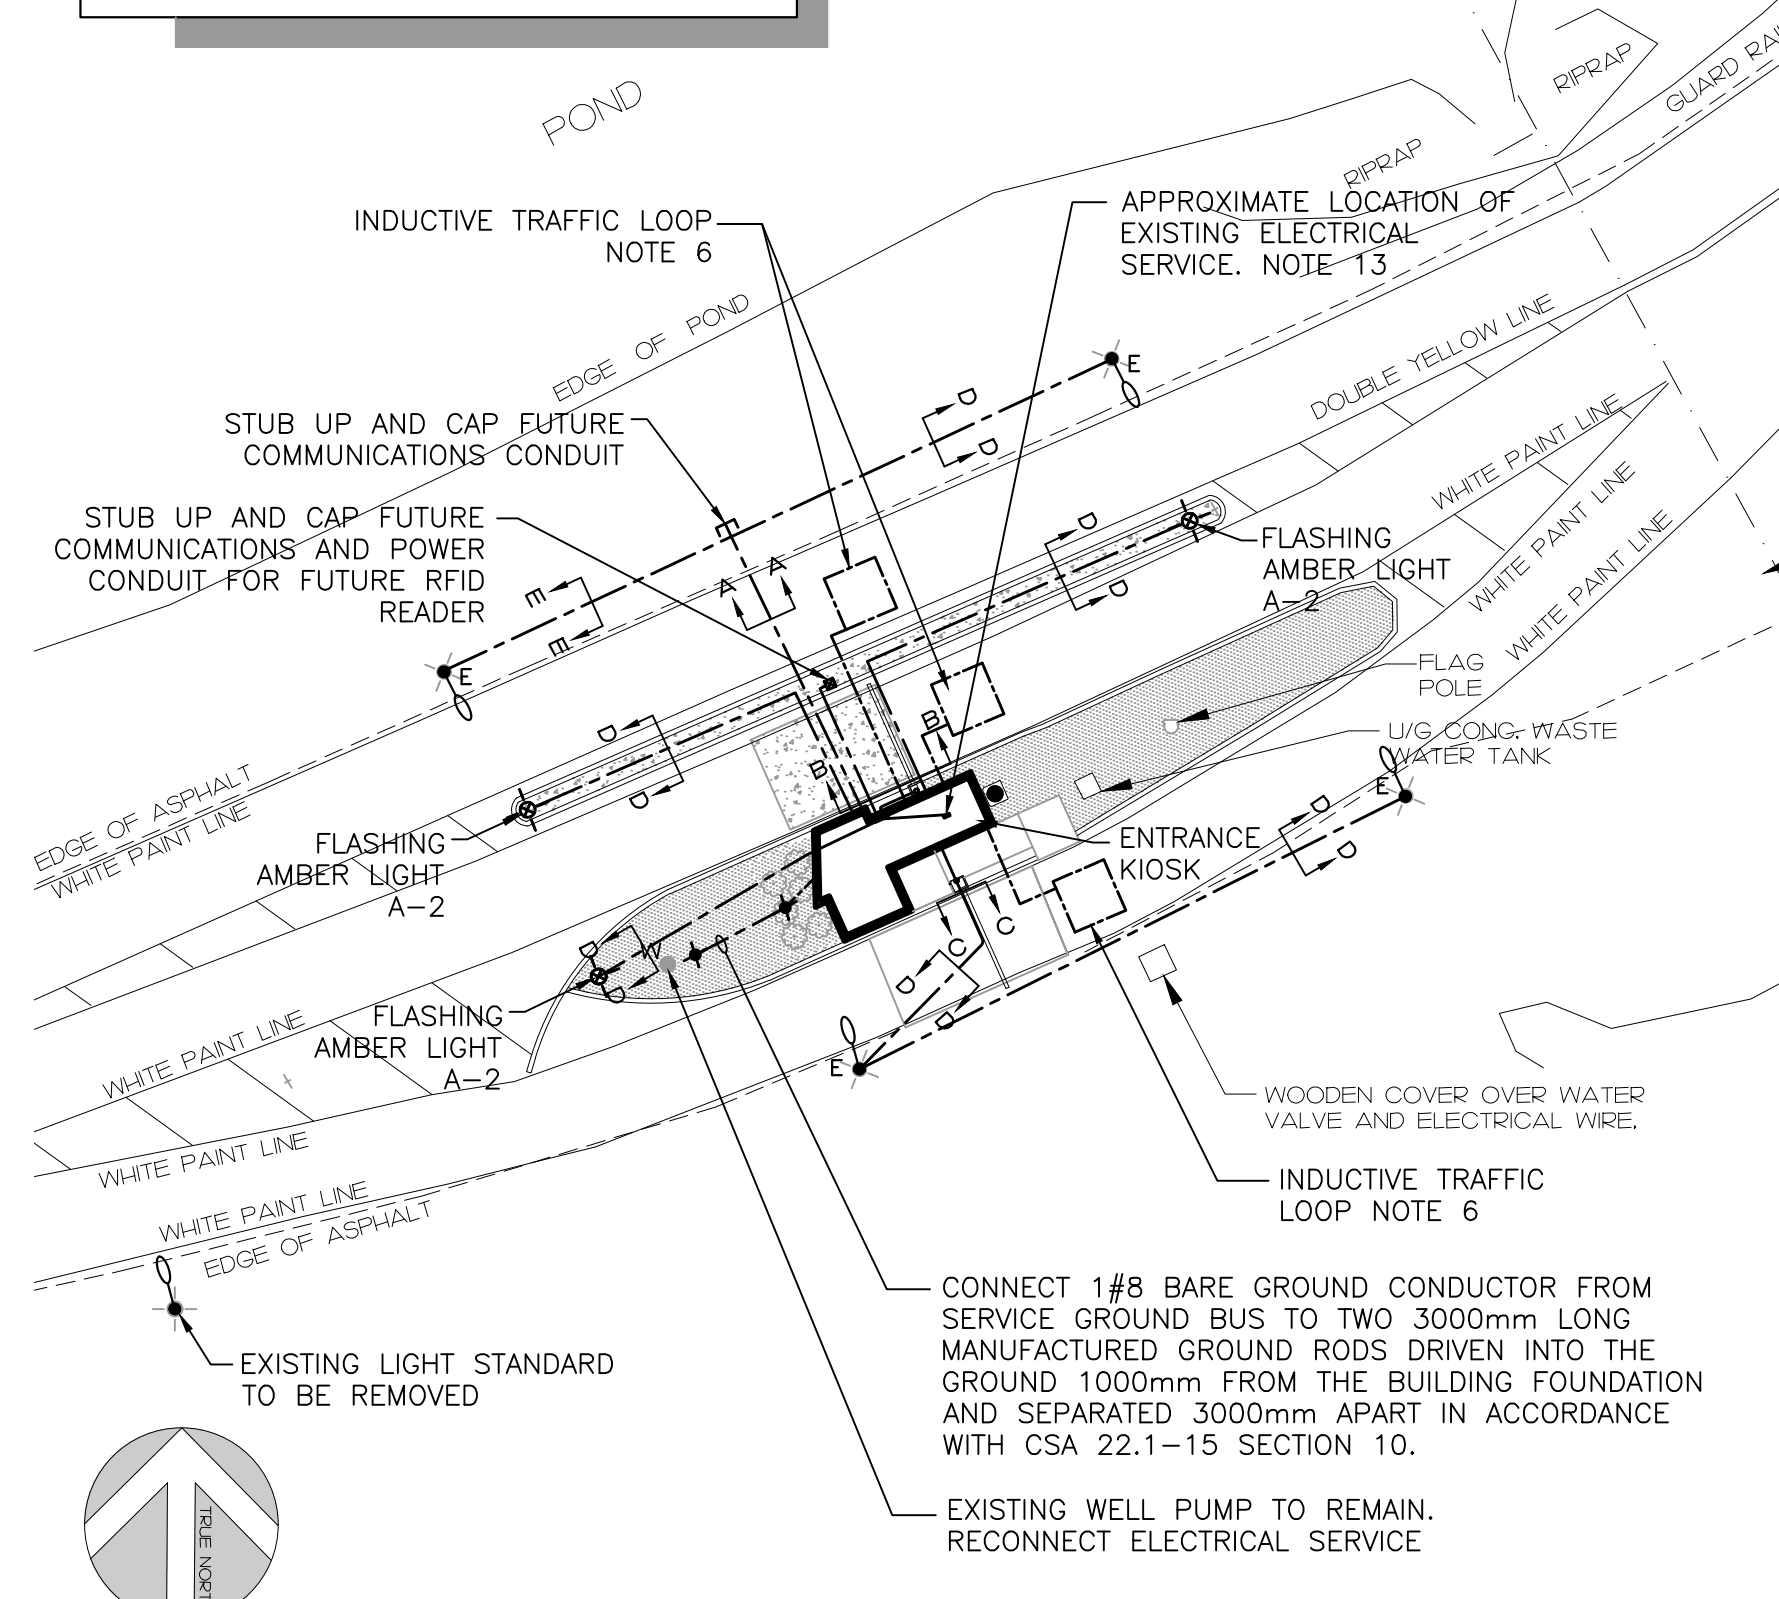 POND
RIPRAP
GUARD RAI
RIPRAP
INDUCTIVE TRAFFIC LOOP
NOTE 6
APPROXIMATE LOCATION OF
EXISTING ELECTRICAL
SERVICE. NOTE 13
EDGE OF POND
DOUBLE YELLOW LINE
E
D
D
STUB UP AND CAP FUTURE
COMMUNICATIONS CONDUIT
WHITE PAINT LINE
WHITE PAINT LINE
WHITE PAINT LINE
STUB UP AND CAP FUTURE
COMMUNICATIONS AND POWER
CONDUIT FOR FUTURE RFID
READER
D
D
FLASHING
AMBER LIGHT
A-2
A
A
E
E
E
FLAG
POLE
B
B
D
D
U/G CONC. WASTE
WATER TANK
E
D
D
EDGE OF ASPHALT
WHITE PAINT LINE
FLASHING
AMBER LIGHT
A-2
ENTRANCE
KIOSK
C
C
D
D
W
D
D
FLASHING
AMBER LIGHT
A-2
E
WHITE PAINT LINE
WHITE PAINT LINE
WOODEN COVER OVER WATER
VALVE AND ELECTRICAL WIRE.
INDUCTIVE TRAFFIC
LOOP NOTE 6
WHITE PAINT LINE
EDGE OF ASPHALT
CONNECT 1#8 BARE GROUND CONDUCTOR FROM
SERVICE GROUND BUS TO TWO 3000mm LONG
MANUFACTURED GROUND RODS DRIVEN INTO THE
GROUND 1000mm FROM THE BUILDING FOUNDATION
AND SEPARATED 3000mm APART IN ACCORDANCE
WITH CSA 22.1-15 SECTION 10.
EXISTING LIGHT STANDARD
TO BE REMOVED
EXISTING WELL PUMP TO REMAIN.
RECONNECT ELECTRICAL SERVICE
TRUE NORT